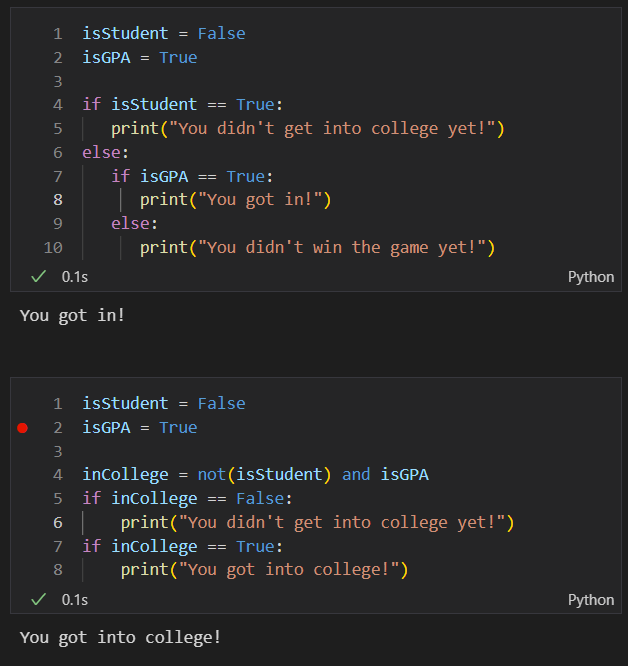 1 isStudent = False
2 isGPA = True
3
4 if isStudent == True:
5 print("You didn't get into college yet!")
6 else:
7 if isGPA == True:
8 print("You got in!")
9 else:
10 print("You didn't win the game yet!")
0.1s Python
You got in!
1 isStudent = False
2 isGPA = True
3
4 inCollege = not(isStudent) and isGPA
5 if inCollege == False:
6 print("You didn't get into college yet!")
7 if inCollege == True:
8 print("You got into college!")
0.1s Python
You got into college!